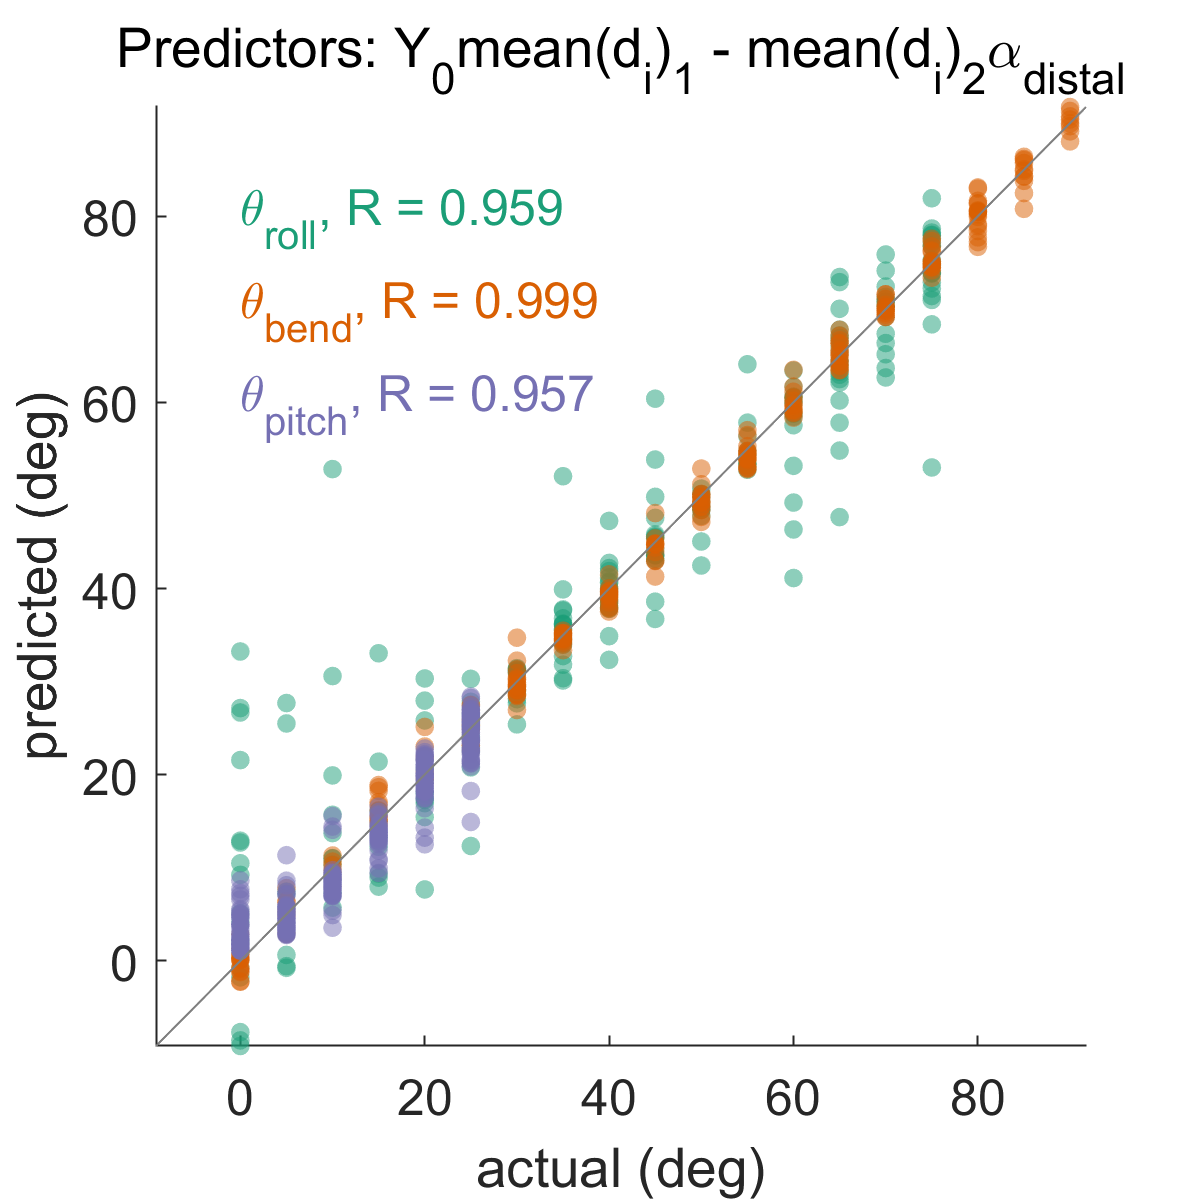 Predictors: Y0mean(di)1 - mean(di)2αdistal
θroll, R = 0.959
θbend, R = 0.999
θpitch, R = 0.957
predicted (deg)
80
60
40
20
0
0 20 40 60 80
actual (deg)